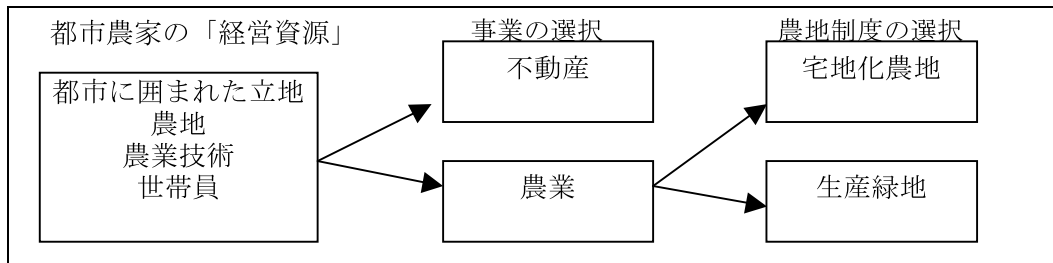 都市農家の「経営資源」
都市に囲まれた立地
農地
農業技術
世帯員
事業の選択
不動産
農業
農地制度の選択
宅地化農地
生産緑地